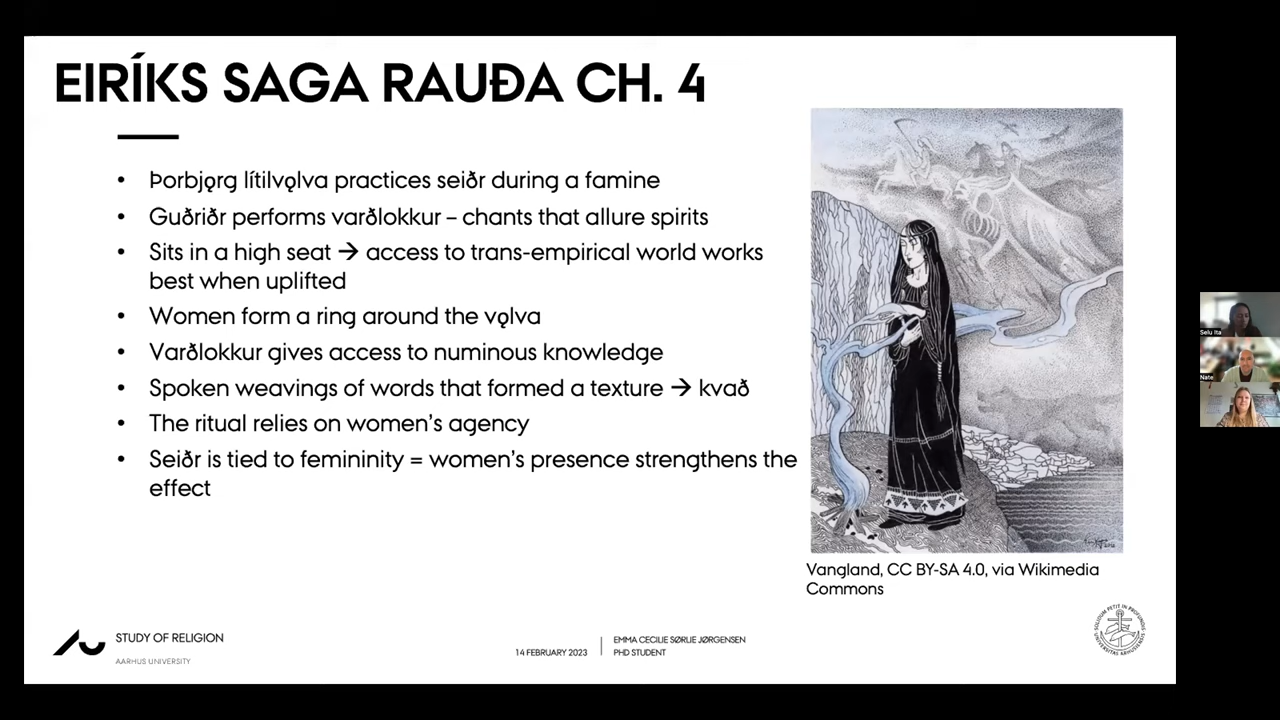 EIRÍKS SAGA RAUÐA CH. 4
• Þorbjǫrg lítilvǫlva practices seiðr during a famine
• Guðriðr performs varðlokkur – chants that allure spirits
• Sits in a high seat → access to trans-empirical world works
best when uplifted
• Women form a ring around the vǫlva
• Varðlokkur gives access to numinous knowledge
• Spoken weavings of words that formed a texture → kvað
• The ritual relies on women's agency
• Seiðr is tied to femininity = women's presence strengthens the
effect
Vangland, CC BY-SA 4.0, via Wikimedia
Commons
STUDY OF RELIGION
AARHUS UNIVERSITY
14 FEBRUARY 2023
EMMA CECILIE SØRLIE JØRGENSEN
PHD STUDENT
Selu Ita
Nate